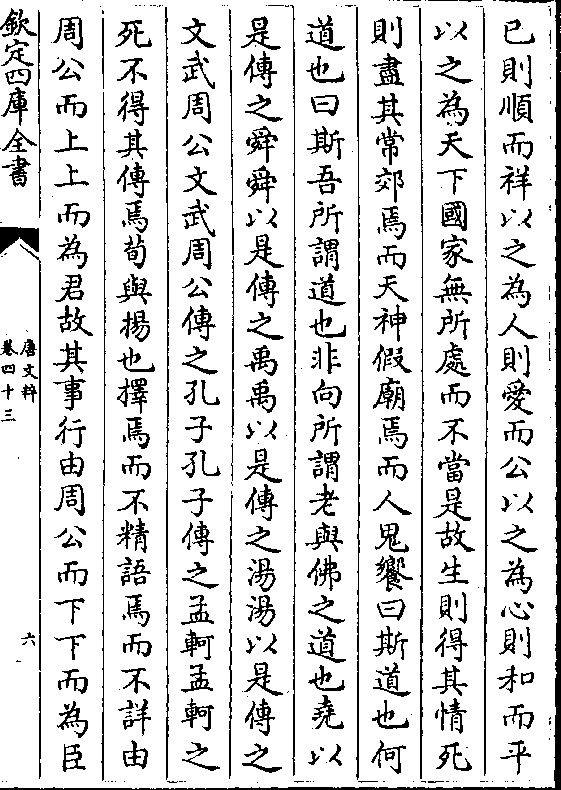 已則順而祥以之為人則愛而公以之為心則和而平
以之為天下國家無所處而不當是故生則得其情死
則盡其常郊焉而天神假廟焉而人鬼饗曰斯道也何
道也曰斯吾所謂道也非向所謂老與佛之道也堯以
是傳之舜舜以是傳之禹禹以是傳之湯湯以是傳之
文武周公文武周公傳之孔子孔子傳之孟軻孟軻之
死不得其傳焉荀與揚也擇焉而不精語焉而不詳由
周公而上上而為君故其事行由周公而下下而為臣
欽定四庫全書
唐文粹
卷四十三
六